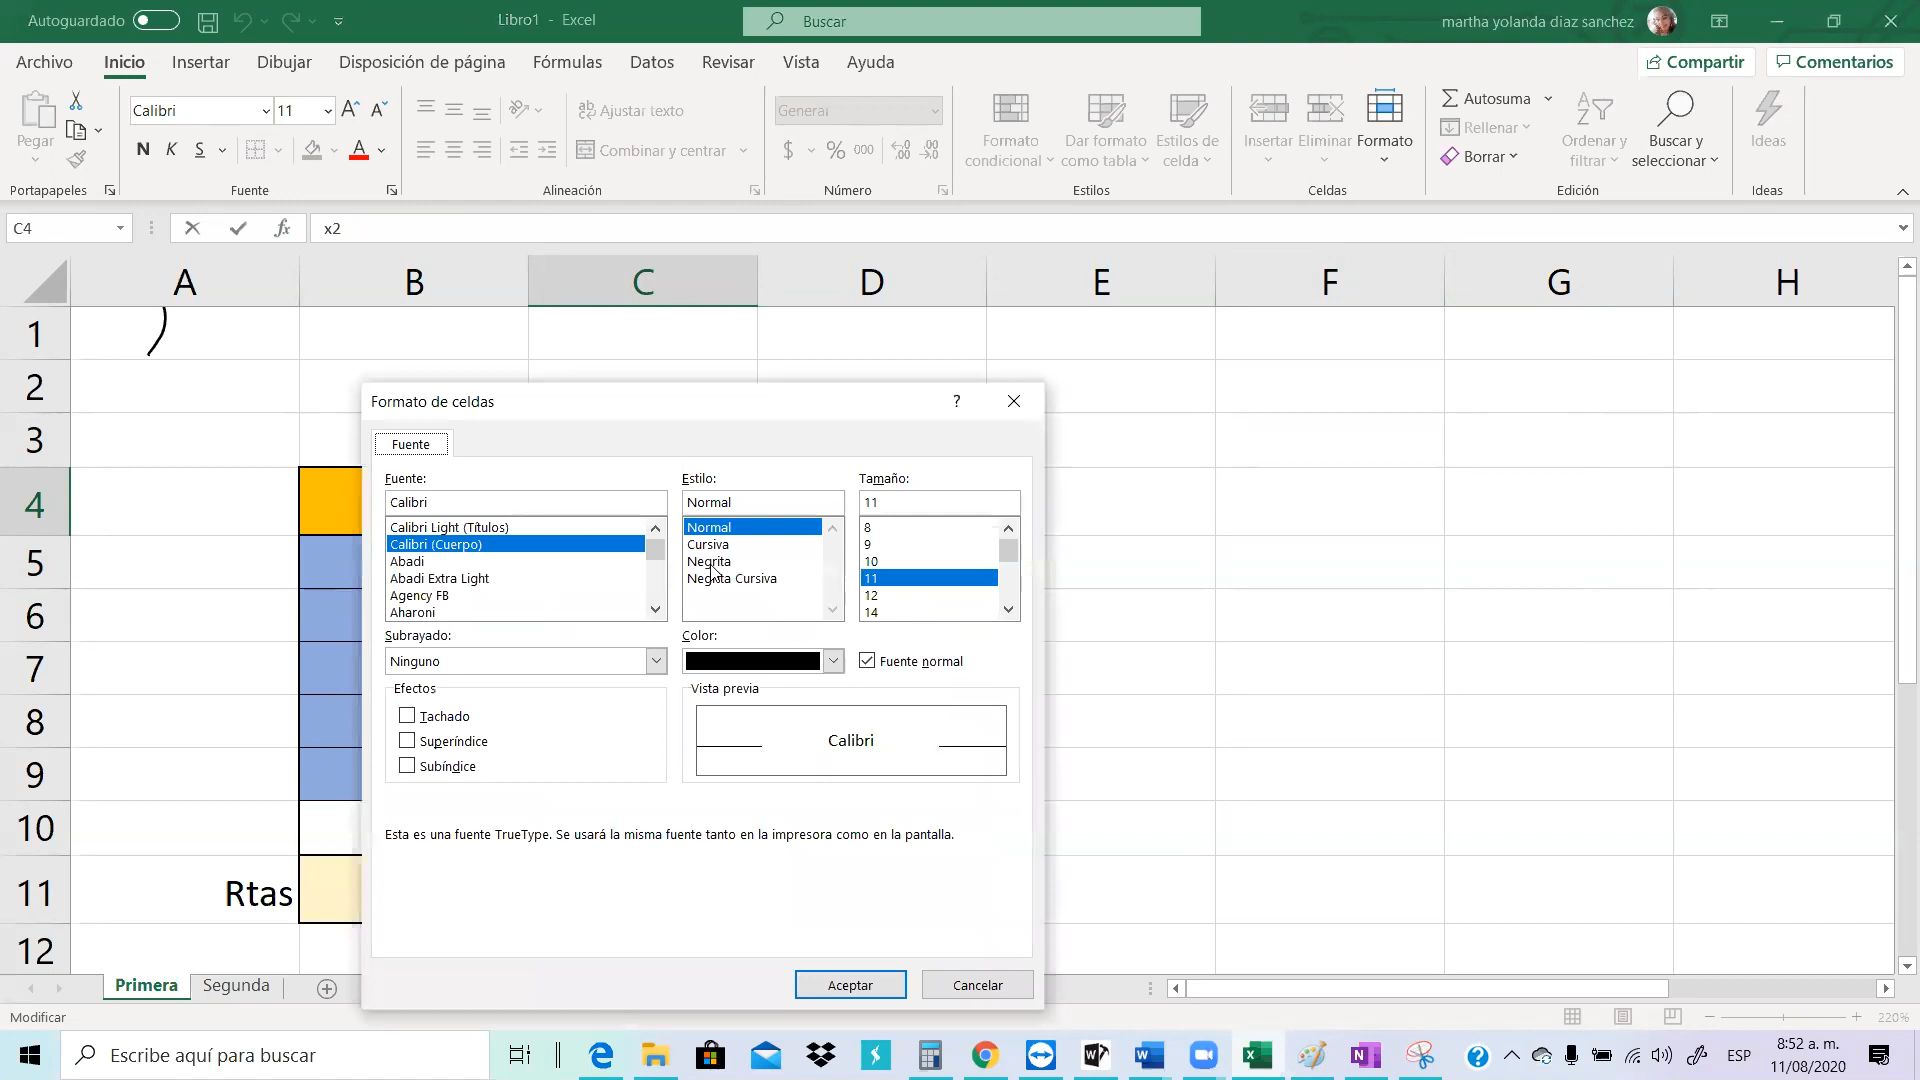 Autoguardado
Libro1 - Excel
Buscar
martha yolanda diaz sanchez
Archivo Inicio Insertar Dibujar Disposición de página Fórmulas Datos Revisar Vista Ayuda
Compartir Comentarios
Pegar
Calibri 11
Ajustar texto
General
Formato condicional
Dar formato como tabla
Estilos de celda
Insertar Eliminar Formato
Autosuma
Rellenar
Borrar
Ordenar y filtrar
Buscar y seleccionar
Ideas
N K S
A
Combinar y centrar
$ % 000
Portapapeles Fuente Alineación Número Estilos Celdas Edición Ideas
C4 fx x2
A B C D E F G H
1
2
3
4
5
6
7
8
9
10
11 Rtas
12
Formato de celdas ?
Fuente
Fuente: Estilo: Tamaño:
Calibri Normal 11
Calibri Light (Títulos) Normal 8
Calibri (Cuerpo) Cursiva 9
Abadi Negrita 10
Abadi Extra Light Negrita Cursiva 11
Agency FB 12
Aharoni 14
Subrayado: Color:
Ninguno Fuente normal
Efectos Vista previa
Tachado
Superíndice Calibri
Subíndice
Esta es una fuente TrueType. Se usará la misma fuente tanto en la impresora como en la pantalla.
Aceptar Cancelar
Primera Segunda
Modificar 220%
Escribe aquí para buscar
ESP
8:52 a. m.
11/08/2020